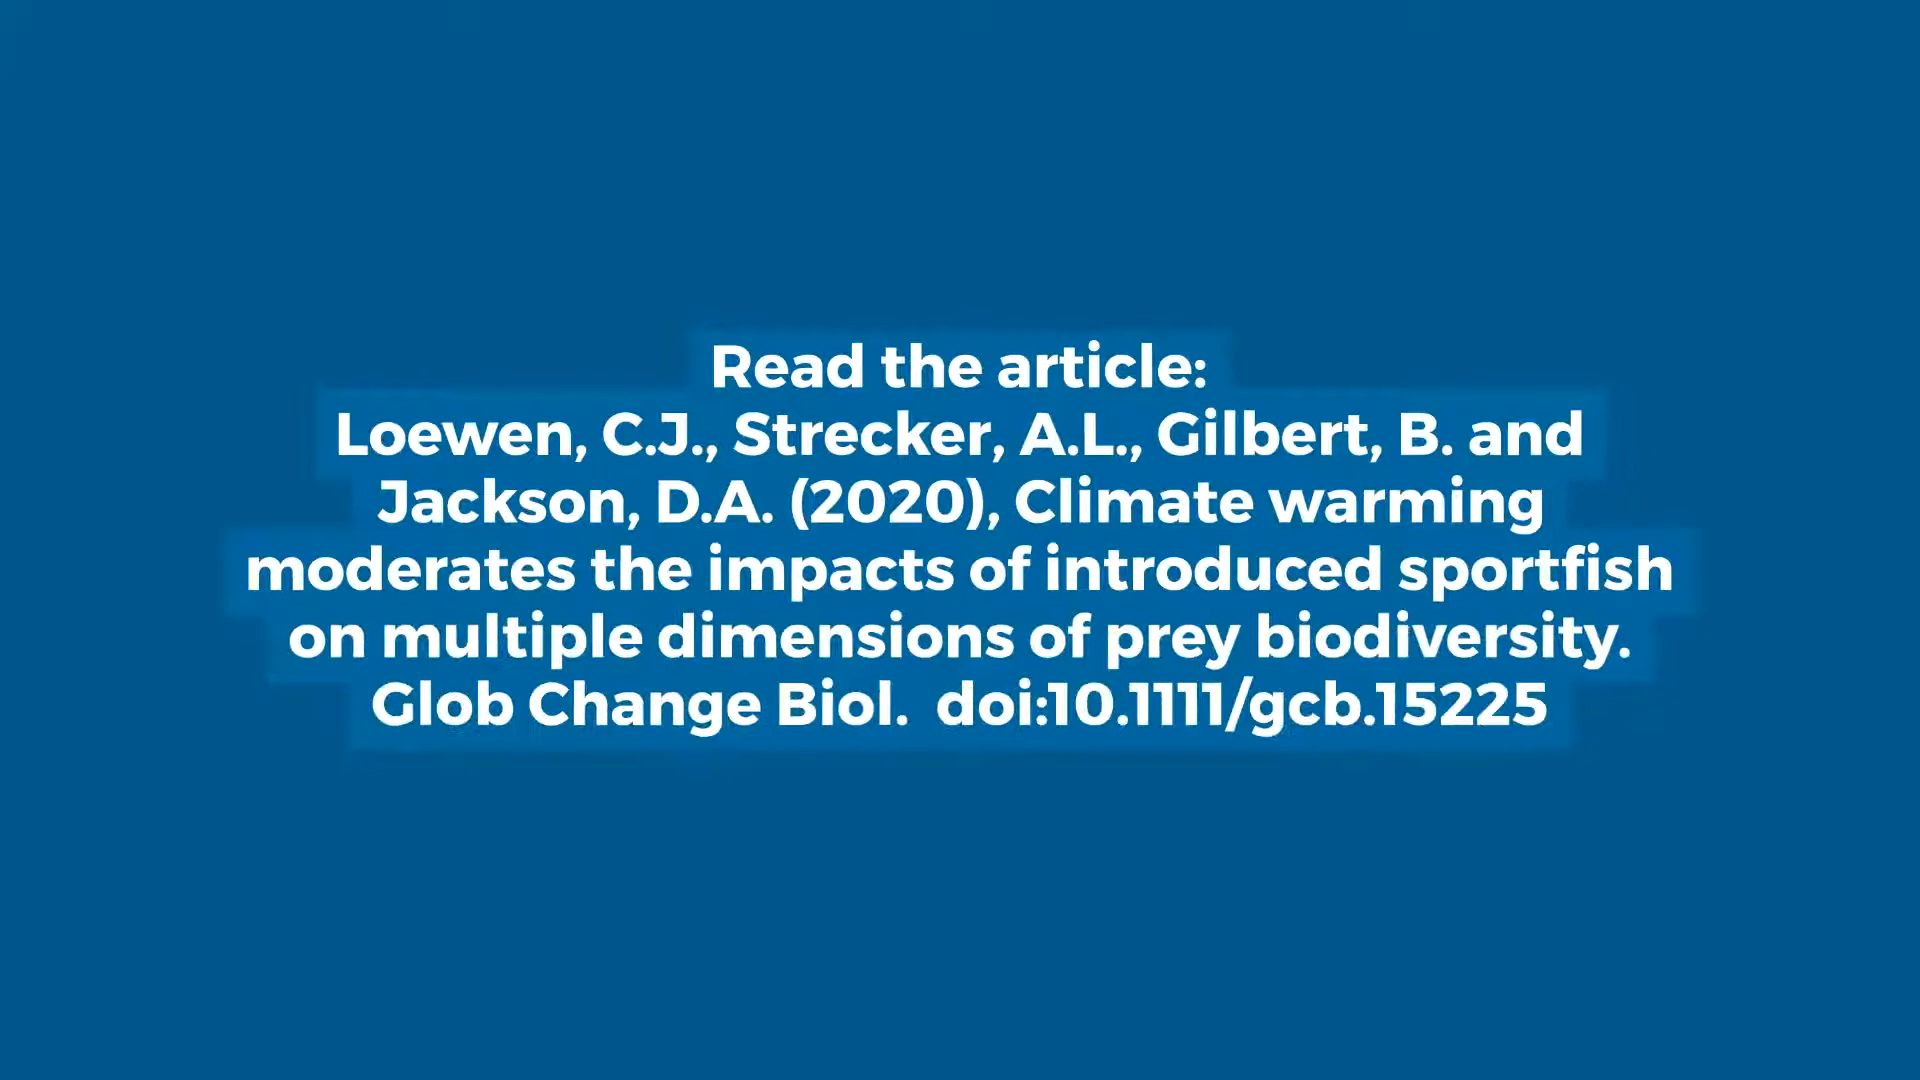 Read the article:
Loewen, C.J., Strecker, A.L., Gilbert, B. and
Jackson, D.A. (2020), Climate warming
moderates the impacts of introduced sportfish
on multiple dimensions of prey biodiversity.
Glob Change Biol.  doi:10.1111/gcb.15225